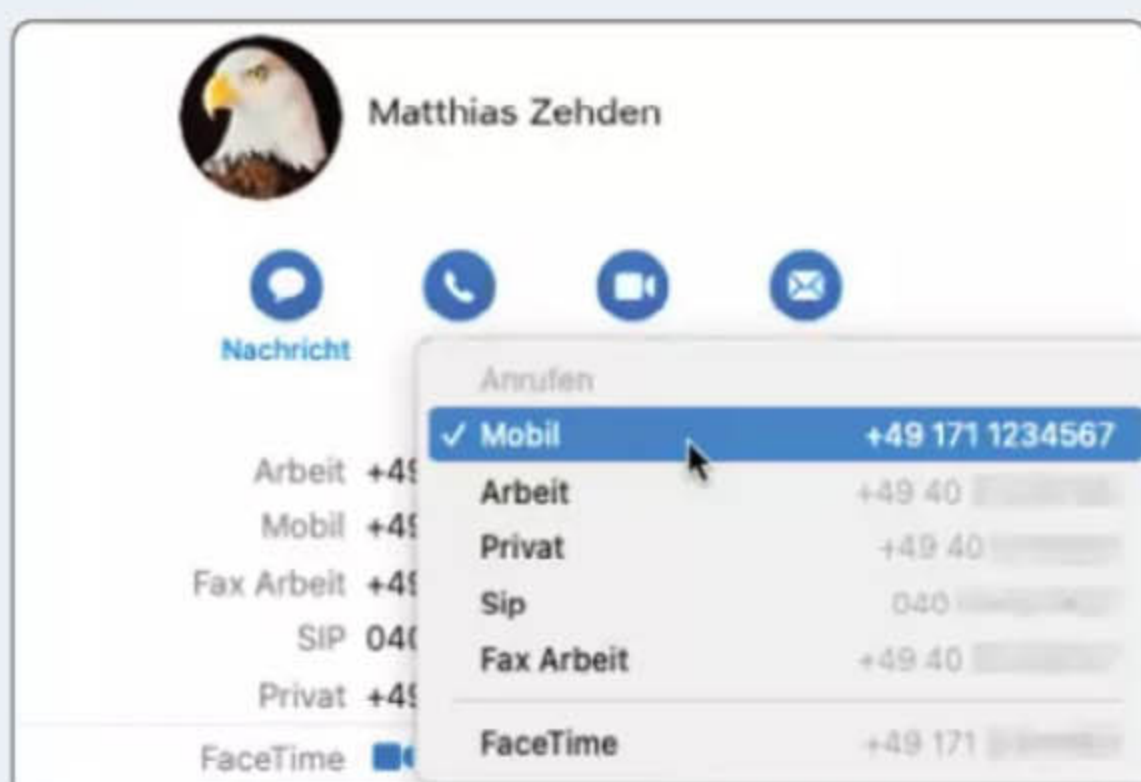 Matthias Zehden
Nachricht
Anrufen
✓ Mobil +49 171 1234567
Arbeit +49
Arbeit +49 40
Mobil +49
Privat +49 40
Fax Arbeit +49
Sip 040
SIP 040
Fax Arbeit +49 40
Privat +49
FaceTime
FaceTime +49 171